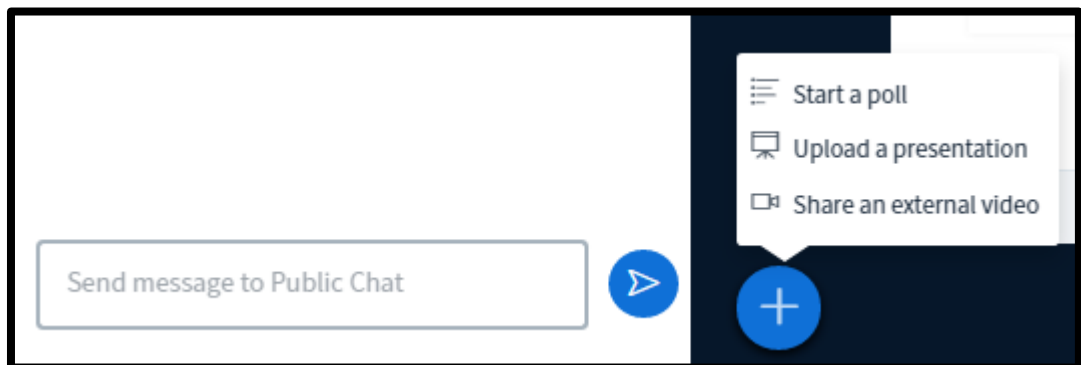 Start a poll
Upload a presentation
Share an external video
Send message to Public Chat